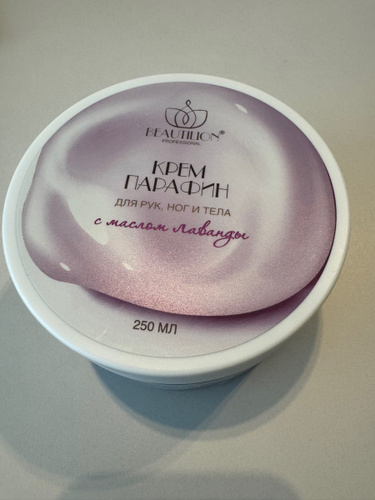 BEAUTILION®
PROFESSIONAL
КРЕМ
ПАРАФИН
ДЛЯ РУК, НОГ И ТЕЛА
с маслом лаванды
250 МЛ